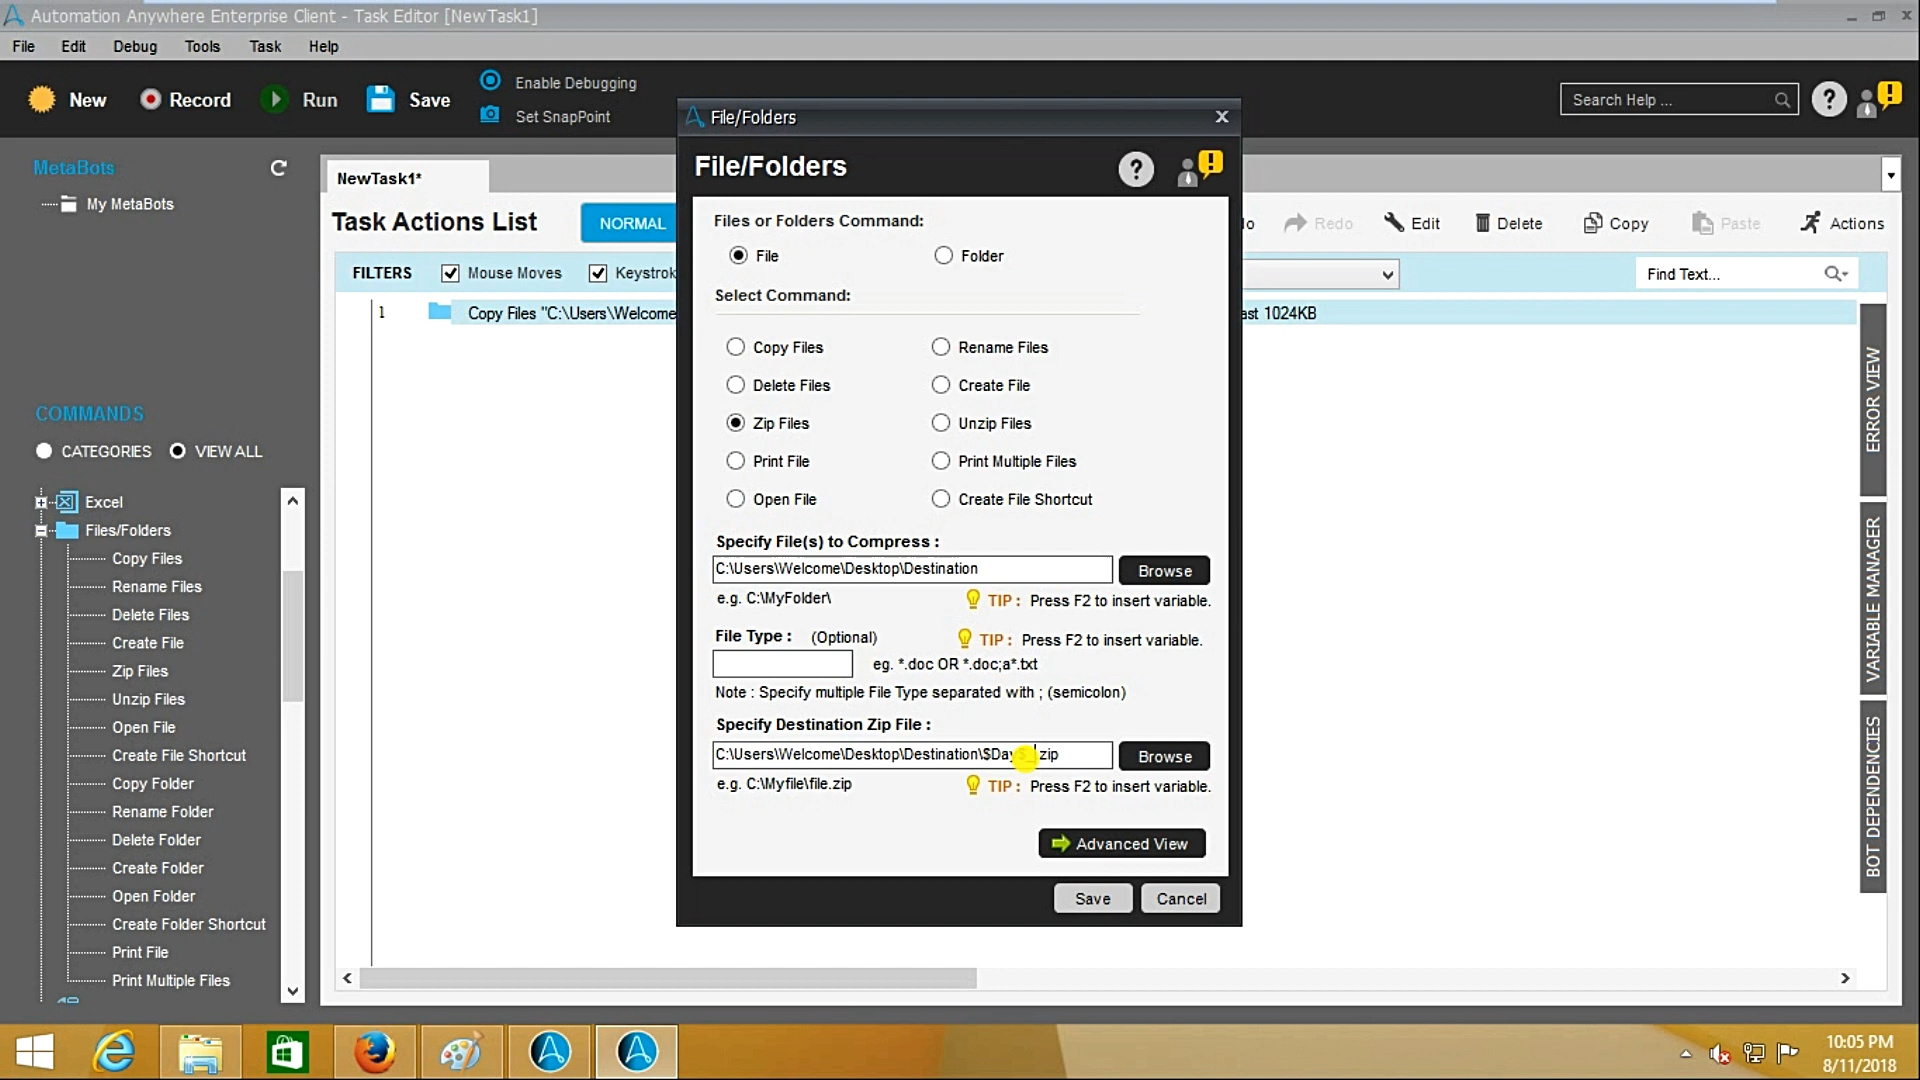 Automation Anywhere Enterprise Client - Task Editor [NewTask1]
File Edit Debug Tools Task Help
New Record Run Save
Enable Debugging
Set SnapPoint
Search Help ...
MetaBots
My MetaBots
COMMANDS
CATEGORIES VIEW ALL
Excel
Files/Folders
Copy Files
Rename Files
Delete Files
Create File
Zip Files
Unzip Files
Open File
Create File Shortcut
Copy Folder
Rename Folder
Delete Folder
Create Folder
Open Folder
Create Folder Shortcut
Print File
Print Multiple Files
NewTask1*
Task Actions List NORMAL
Redo Edit Delete Copy Paste Actions
FILTERS Mouse Moves Keystrok
Find Text...
1 Copy Files "C:\Users\Welcome
ast 1024KB
ERROR VIEW
VARIABLE MANAGER
BOT DEPENDENCIES
File/Folders
File/Folders
Files or Folders Command:
File Folder
Select Command:
Copy Files Rename Files
Delete Files Create File
Zip Files Unzip Files
Print File Print Multiple Files
Open File Create File Shortcut
Specify File(s) to Compress :
C:\Users\Welcome\Desktop\Destination Browse
e.g. C:\MyFolder\ TIP : Press F2 to insert variable.
File Type : (Optional) TIP : Press F2 to insert variable.
eg. *.doc OR *.doc;a*.txt
Note : Specify multiple File Type separated with ; (semicolon)
Specify Destination Zip File :
C:\Users\Welcome\Desktop\Destination\$Day$_.zip Browse
e.g. C:\Myfile\file.zip TIP : Press F2 to insert variable.
Advanced View
Save Cancel
10:05 PM
8/11/2018